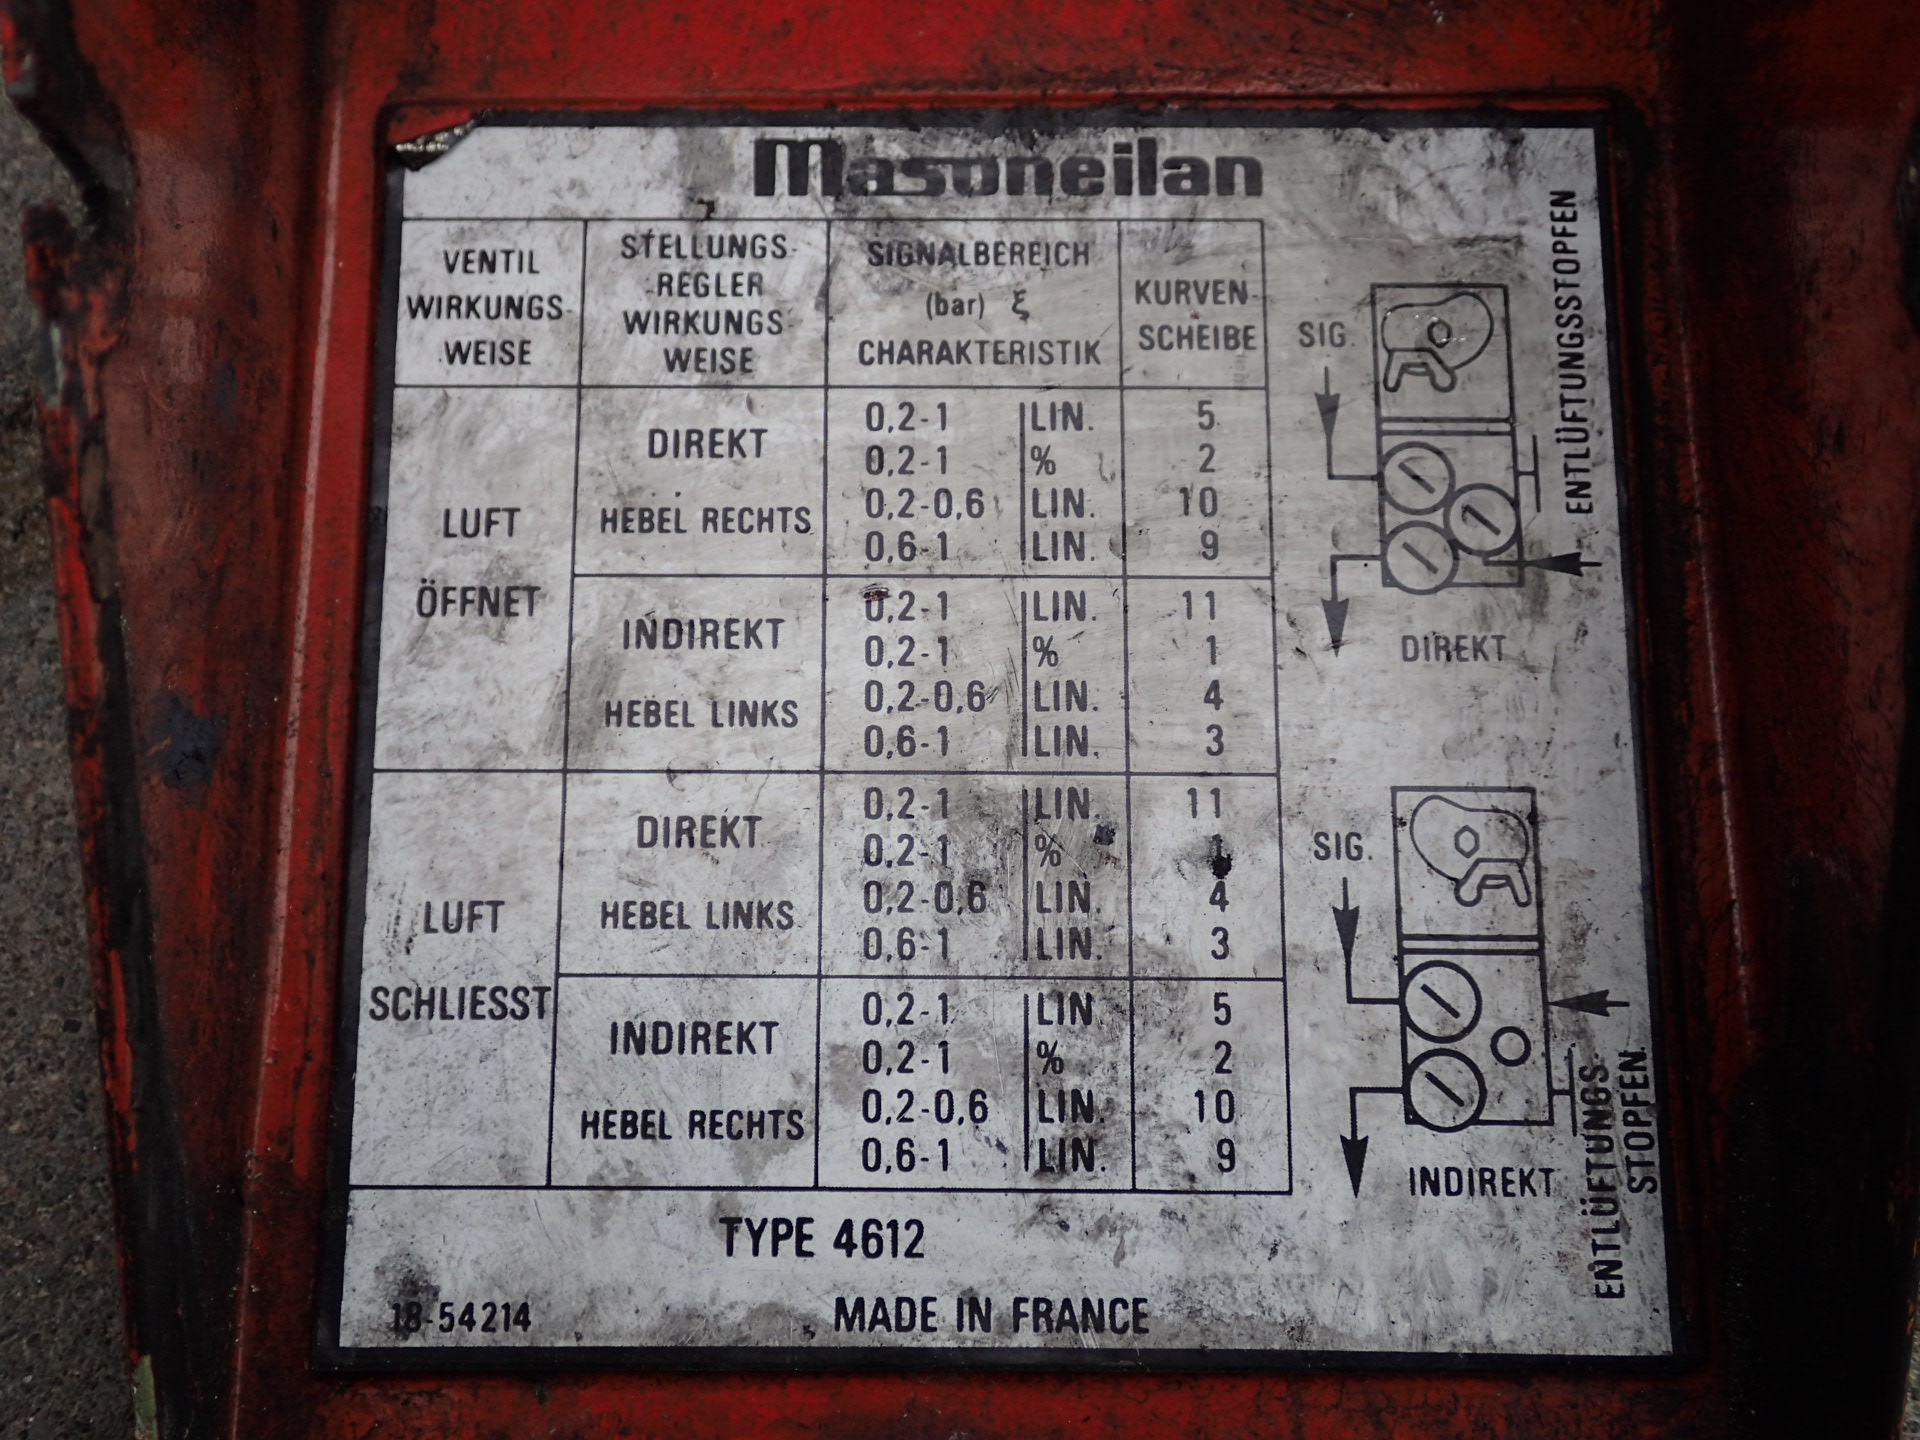 Masoneilan
VENTIL
WIRKUNGS-
WEISE
STELLUNGS-
REGLER
WIRKUNGS
WEISE
SIGNALBEREICH
(bar) ξ
CHARAKTERISTIK
KURVEN-
SCHEIBE
LUFT
ÖFFNET
DIREKT
HEBEL RECHTS
0,2-1 LIN. 5
0,2-1 % 2
0,2-0,6 LIN. 10
0,6-1 LIN. 9
INDIREKT
HEBEL LINKS
0,2-1 LIN. 11
0,2-1 % 1
0,2-0,6 LIN. 4
0,6-1 LIN. 3
LUFT
SCHLIESST
DIREKT
HEBEL LINKS
0,2-1 LIN. 11
0,2-1 % 1
0,2-0,6 LIN. 4
0,6-1 LIN. 3
INDIREKT
HEBEL RECHTS
0,2-1 LIN 5
0,2-1 % 2
0,2-0,6 LIN. 10
0,6-1 LIN. 9
SIG.
ENTLÜFTUNGSSTOPFEN
DIREKT
SIG.
ENTLÜFTUNGS-
STOPFEN.
INDIREKT
TYPE 4612
18-54214
MADE IN FRANCE